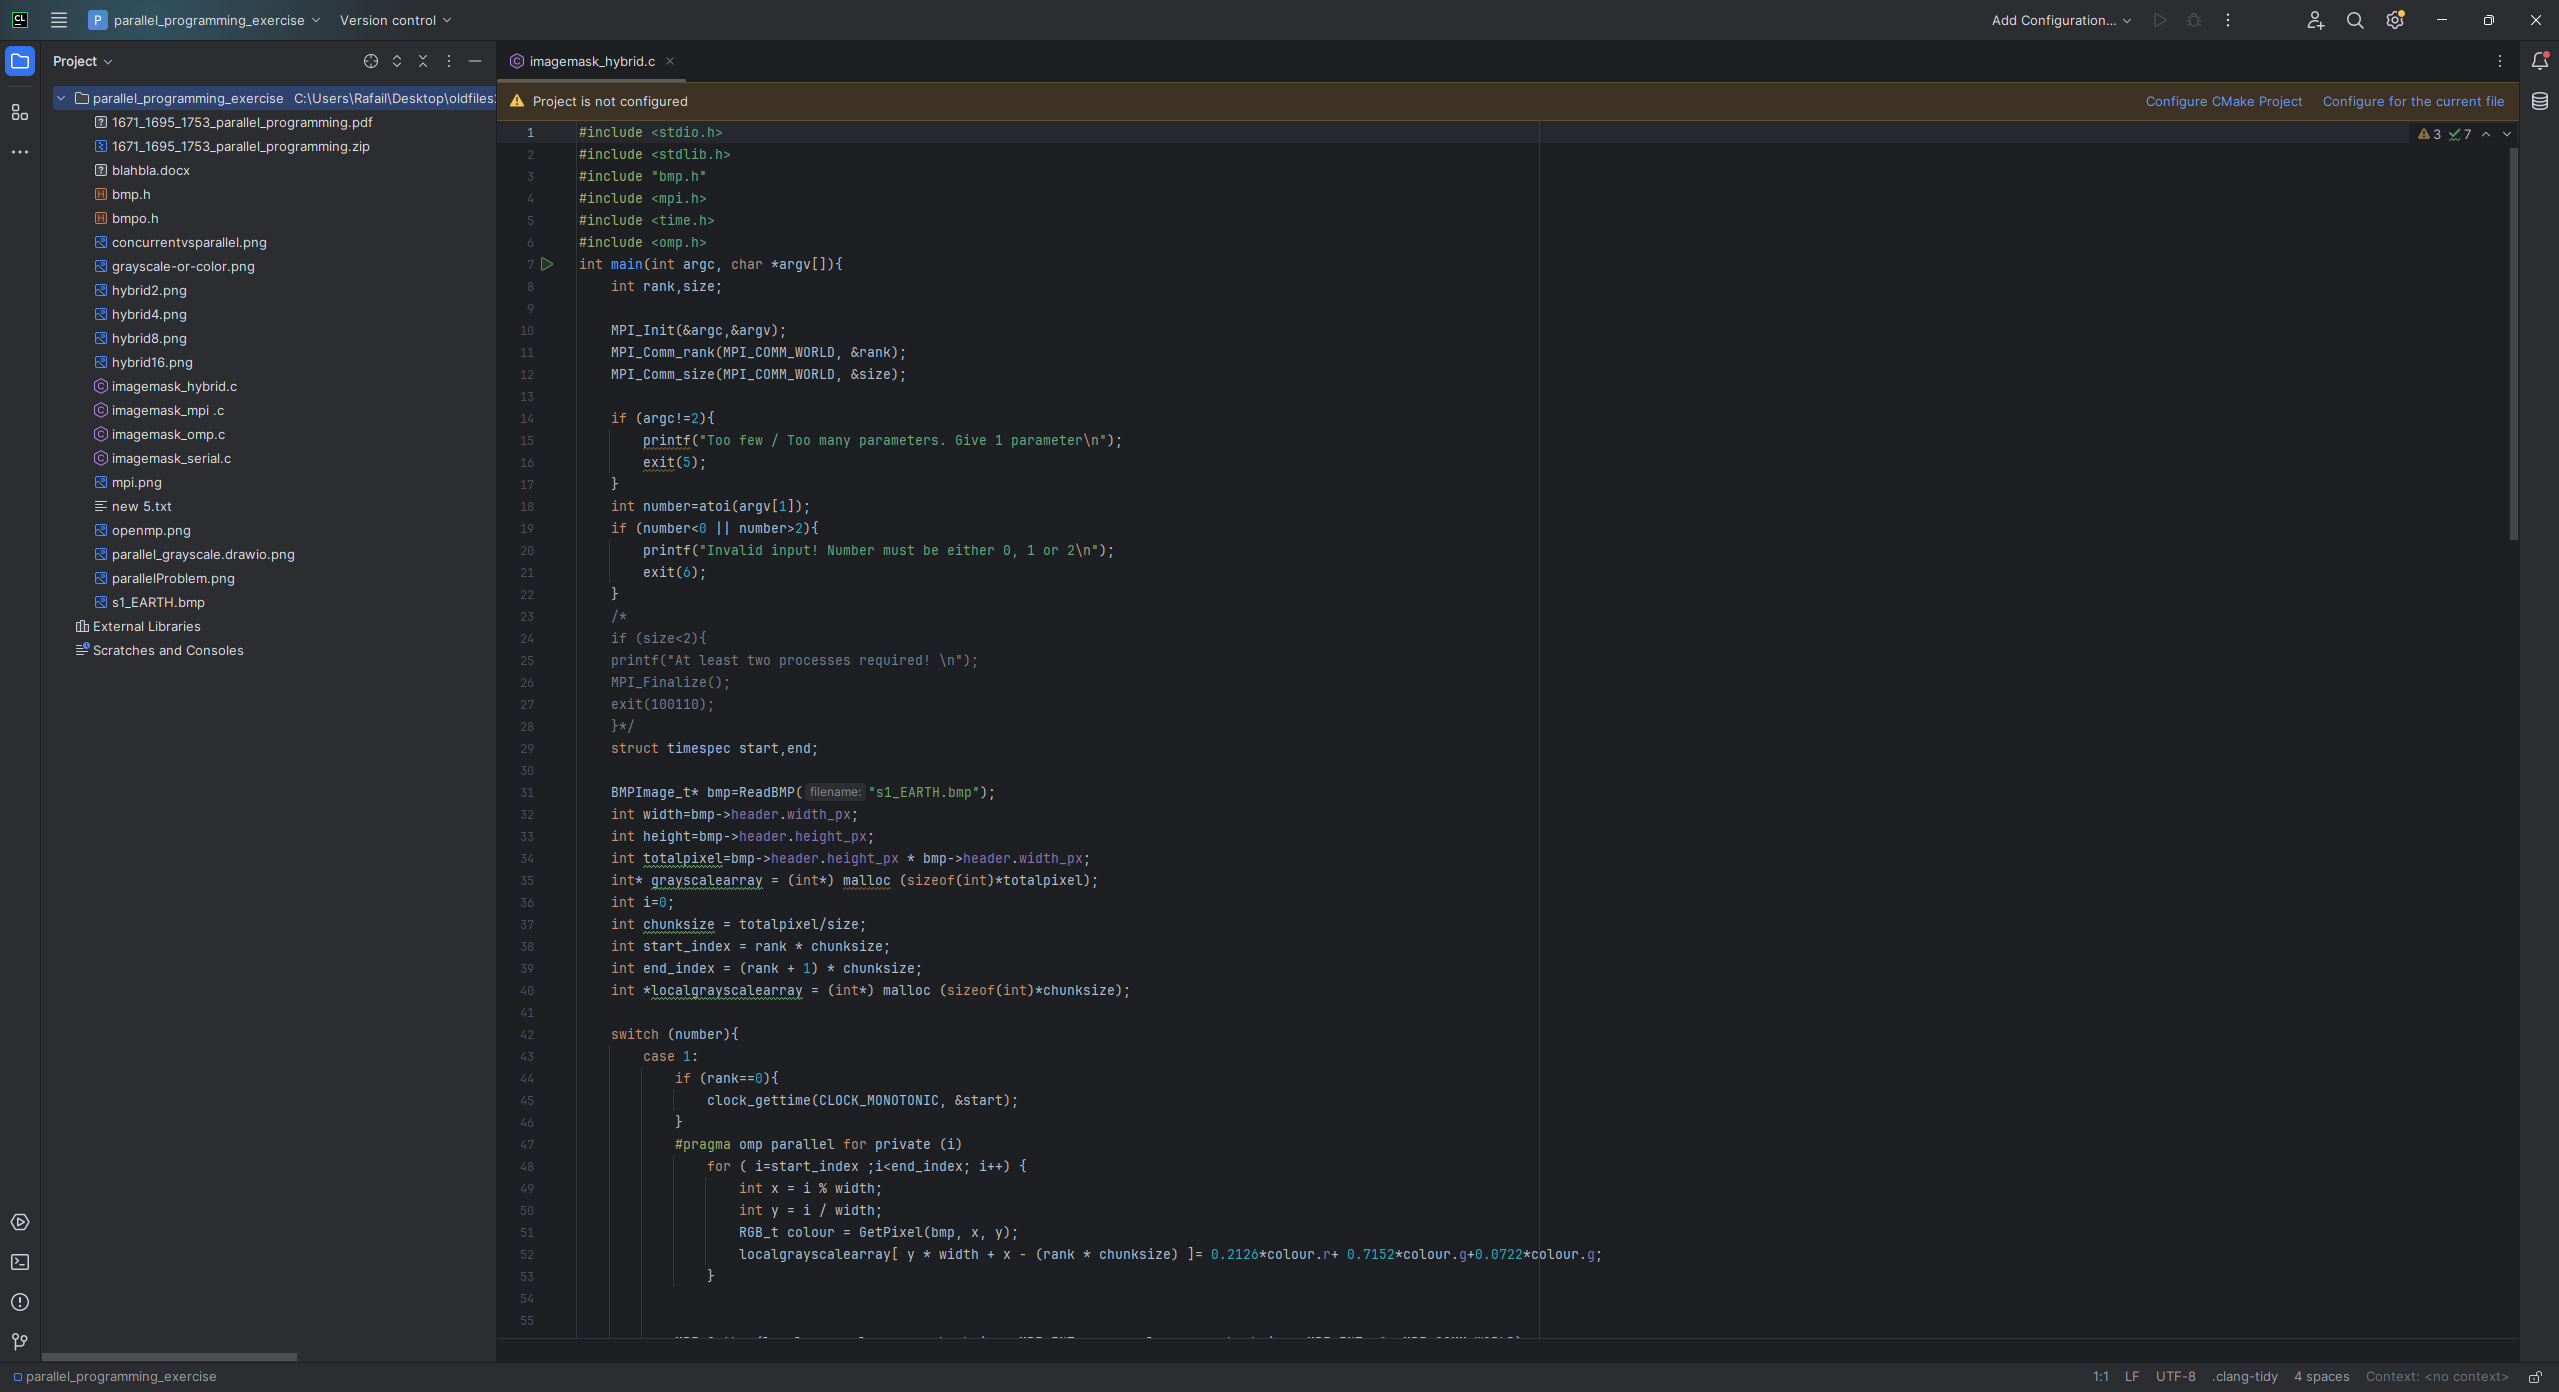 CL
P parallel_programming_exercise Version control Add Configuration...
Project
parallel_programming_exercise C:\Users\Rafail\Desktop\oldfiles
1671_1695_1753_parallel_programming.pdf
1671_1695_1753_parallel_programming.zip
blahbla.docx
bmp.h
bmpo.h
concurrentvsparallel.png
grayscale-or-color.png
hybrid2.png
hybrid4.png
hybrid8.png
hybrid16.png
imagemask_hybrid.c
imagemask_mpi .c
imagemask_omp.c
imagemask_serial.c
mpi.png
new 5.txt
openmp.png
parallel_grayscale.drawio.png
parallelProblem.png
s1_EARTH.bmp
External Libraries
Scratches and Consoles
imagemask_hybrid.c
Project is not configured Configure CMake Project Configure for the current file
3 7
1 #include <stdio.h>
2 #include <stdlib.h>
3 #include "bmp.h"
4 #include <mpi.h>
5 #include <time.h>
6 #include <omp.h>
7 int main(int argc, char *argv[]){
8 int rank,size;
9
10 MPI_Init(&argc,&argv);
11 MPI_Comm_rank(MPI_COMM_WORLD, &rank);
12 MPI_Comm_size(MPI_COMM_WORLD, &size);
13
14 if (argc!=2){
15 printf("Too few / Too many parameters. Give 1 parameter\n");
16 exit(5);
17 }
18 int number=atoi(argv[1]);
19 if (number<0 || number>2){
20 printf("Invalid input! Number must be either 0, 1 or 2\n");
21 exit(6);
22 }
23 /*
24 if (size<2){
25 printf("At least two processes required! \n");
26 MPI_Finalize();
27 exit(100110);
28 }*/
29 struct timespec start,end;
30
31 BMPImage_t* bmp=ReadBMP( filename: "s1_EARTH.bmp");
32 int width=bmp->header.width_px;
33 int height=bmp->header.height_px;
34 int totalpixel=bmp->header.height_px * bmp->header.width_px;
35 int* grayscalearray = (int*) malloc (sizeof(int)*totalpixel);
36 int i=0;
37 int chunksize = totalpixel/size;
38 int start_index = rank * chunksize;
39 int end_index = (rank + 1) * chunksize;
40 int *localgrayscalearray = (int*) malloc (sizeof(int)*chunksize);
41
42 switch (number){
43 case 1:
44 if (rank==0){
45 clock_gettime(CLOCK_MONOTONIC, &start);
46 }
47 #pragma omp parallel for private (i)
48 for ( i=start_index ;i<end_index; i++) {
49 int x = i % width;
50 int y = i / width;
51 RGB_t colour = GetPixel(bmp, x, y);
52 localgrayscalearray[ y * width + x - (rank * chunksize) ]= 0.2126*colour.r+ 0.7152*colour.g+0.0722*colour.g;
53 }
54
55
parallel_programming_exercise 1:1 LF UTF-8 .clang-tidy 4 spaces Context: <no context>